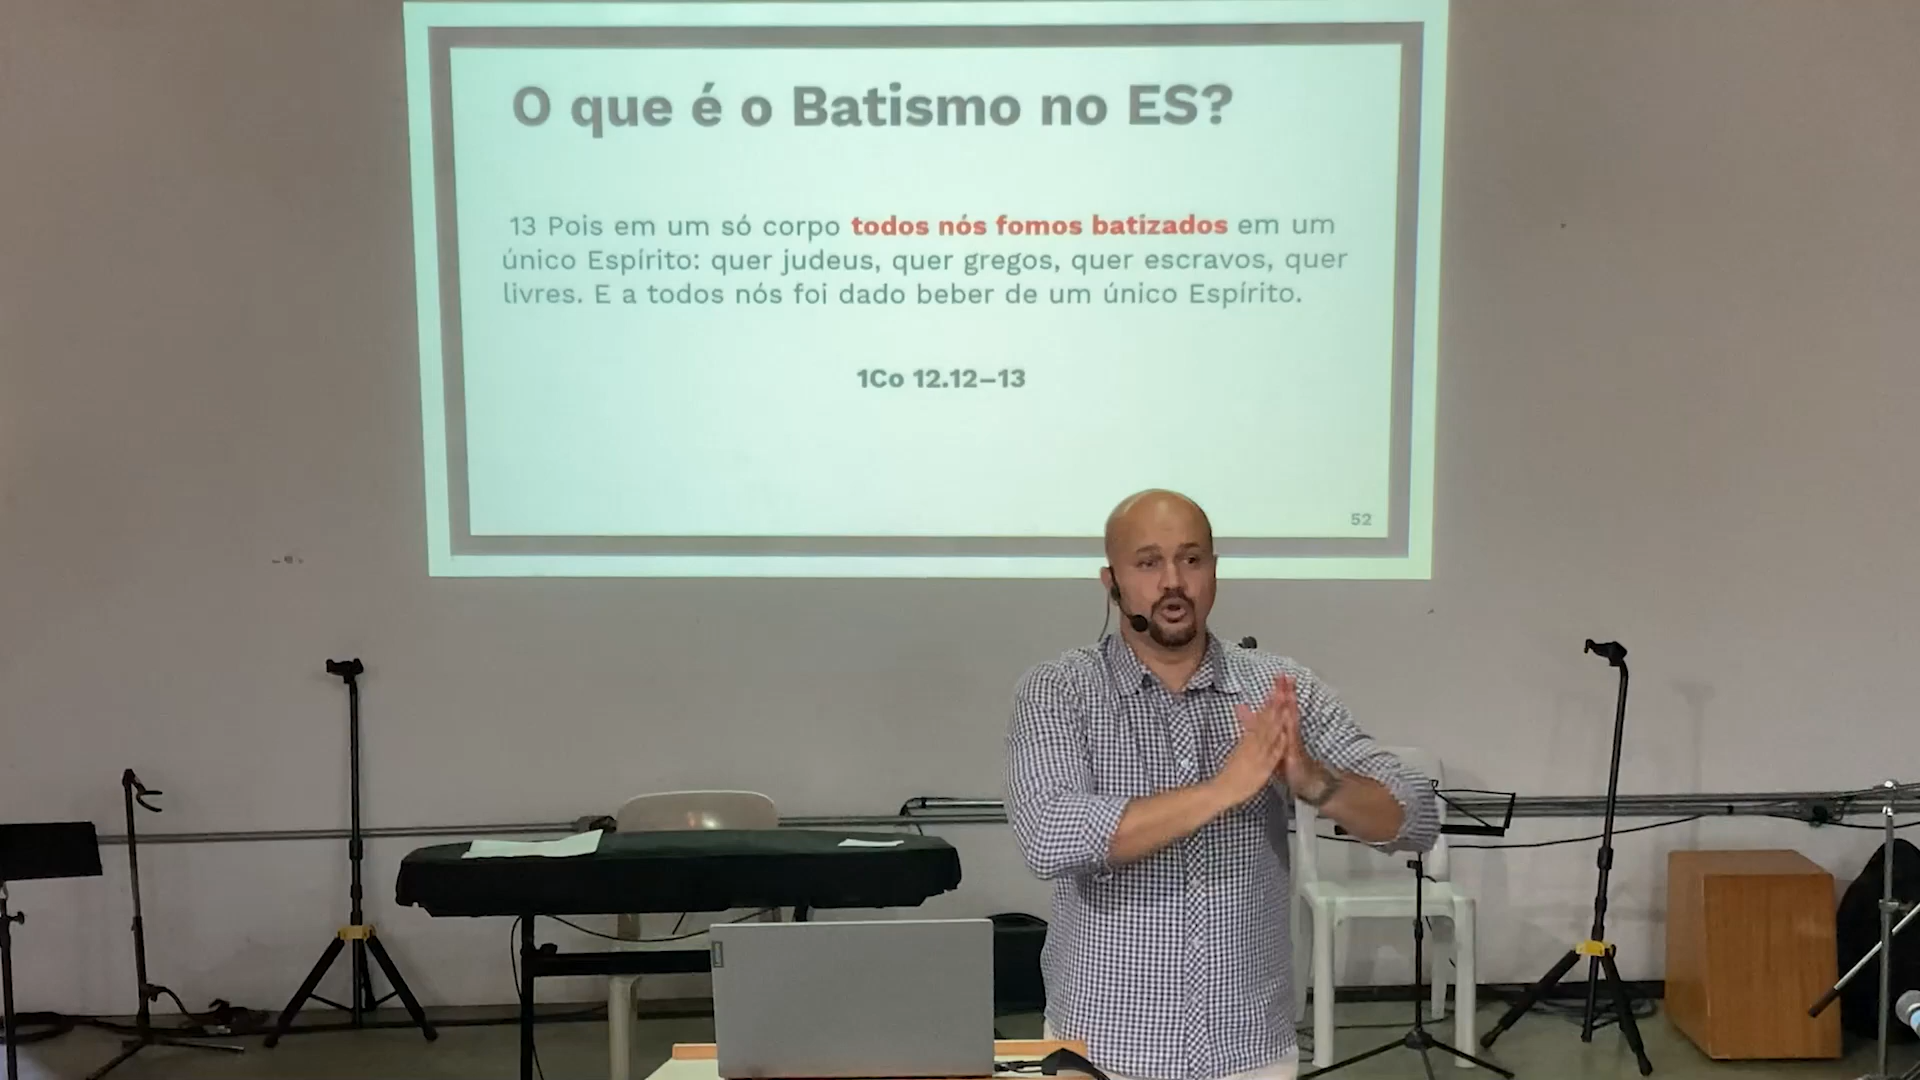 O que é o Batismo no ES?
13 Pois em um só corpo todos nós fomos batizados em um
único Espírito: quer judeus, quer gregos, quer escravos, quer
livres. E a todos nós foi dado beber de um único Espírito.
1Co 12.12–13
52